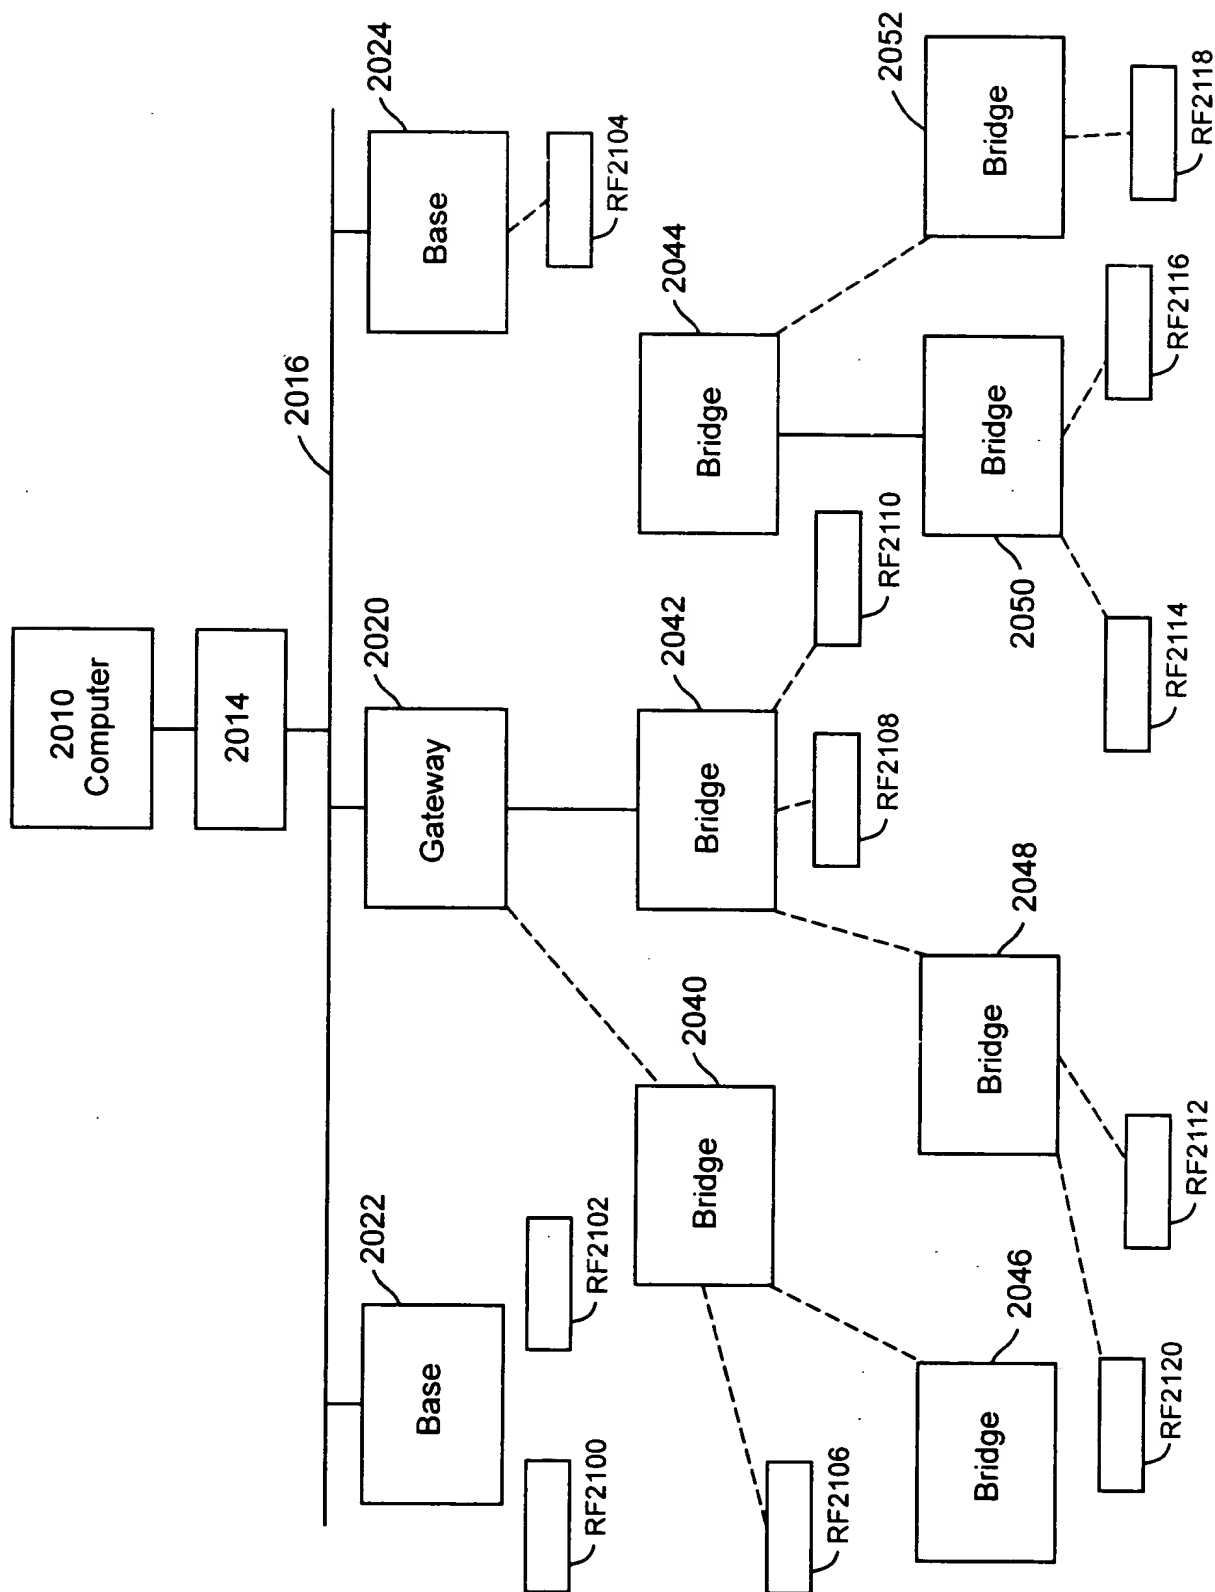 2010
Computer
2014
2016
2022
Base
2020
Gateway
2024
Base
RF2100
RF2102
RF2104
2040
Bridge
2042
Bridge
2044
Bridge
RF2106
RF2108
RF2110
2046
Bridge
2048
Bridge
2050
Bridge
2052
Bridge
RF2120
RF2112
RF2114
RF2116
RF2118